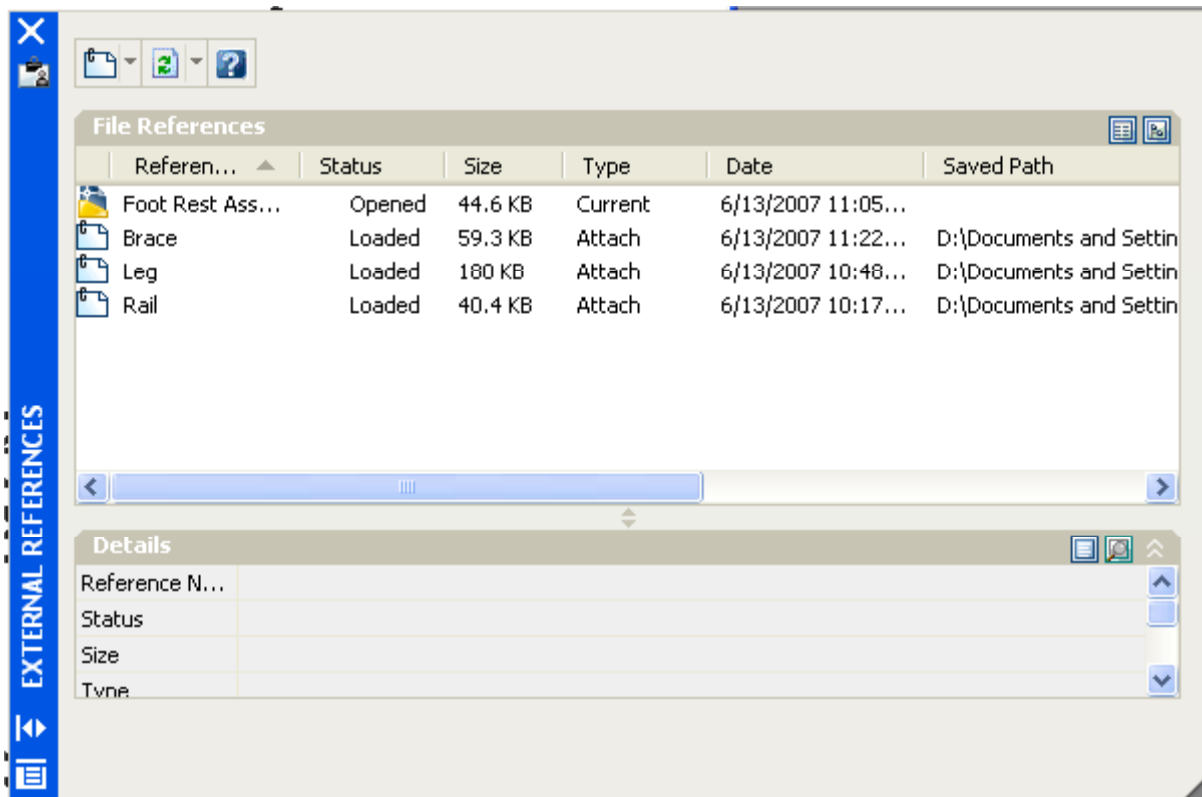 File References
Referen... Status Size Type Date Saved Path
Foot Rest Ass... Opened 44.6 KB Current 6/13/2007 11:05...
Brace Loaded 59.3 KB Attach 6/13/2007 11:22... D:\Documents and Settin
Leg Loaded 180 KB Attach 6/13/2007 10:48... D:\Documents and Settin
Rail Loaded 40.4 KB Attach 6/13/2007 10:17... D:\Documents and Settin
EXTERNAL REFERENCES
Details
Reference N...
Status
Size
Type